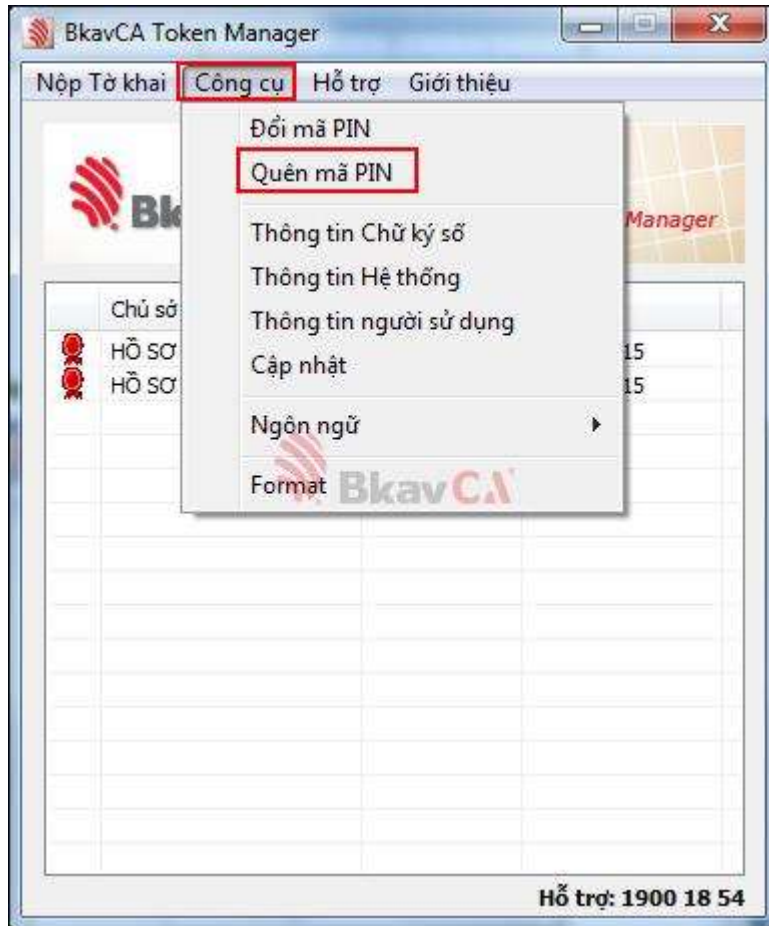 BkavCA Token Manager
Nộp Tờ khai Công cụ Hỗ trợ Giới thiệu
Đổi mã PIN
Quên mã PIN
Manager
Thông tin Chữ ký số
Thông tin Hệ thống
Thông tin người sử dụng
Cập nhật
Ngôn ngữ
Format
BkavCA
Chủ sở
HỒ SƠ 15
HỒ SƠ 15
Hỗ trợ: 1900 18 54